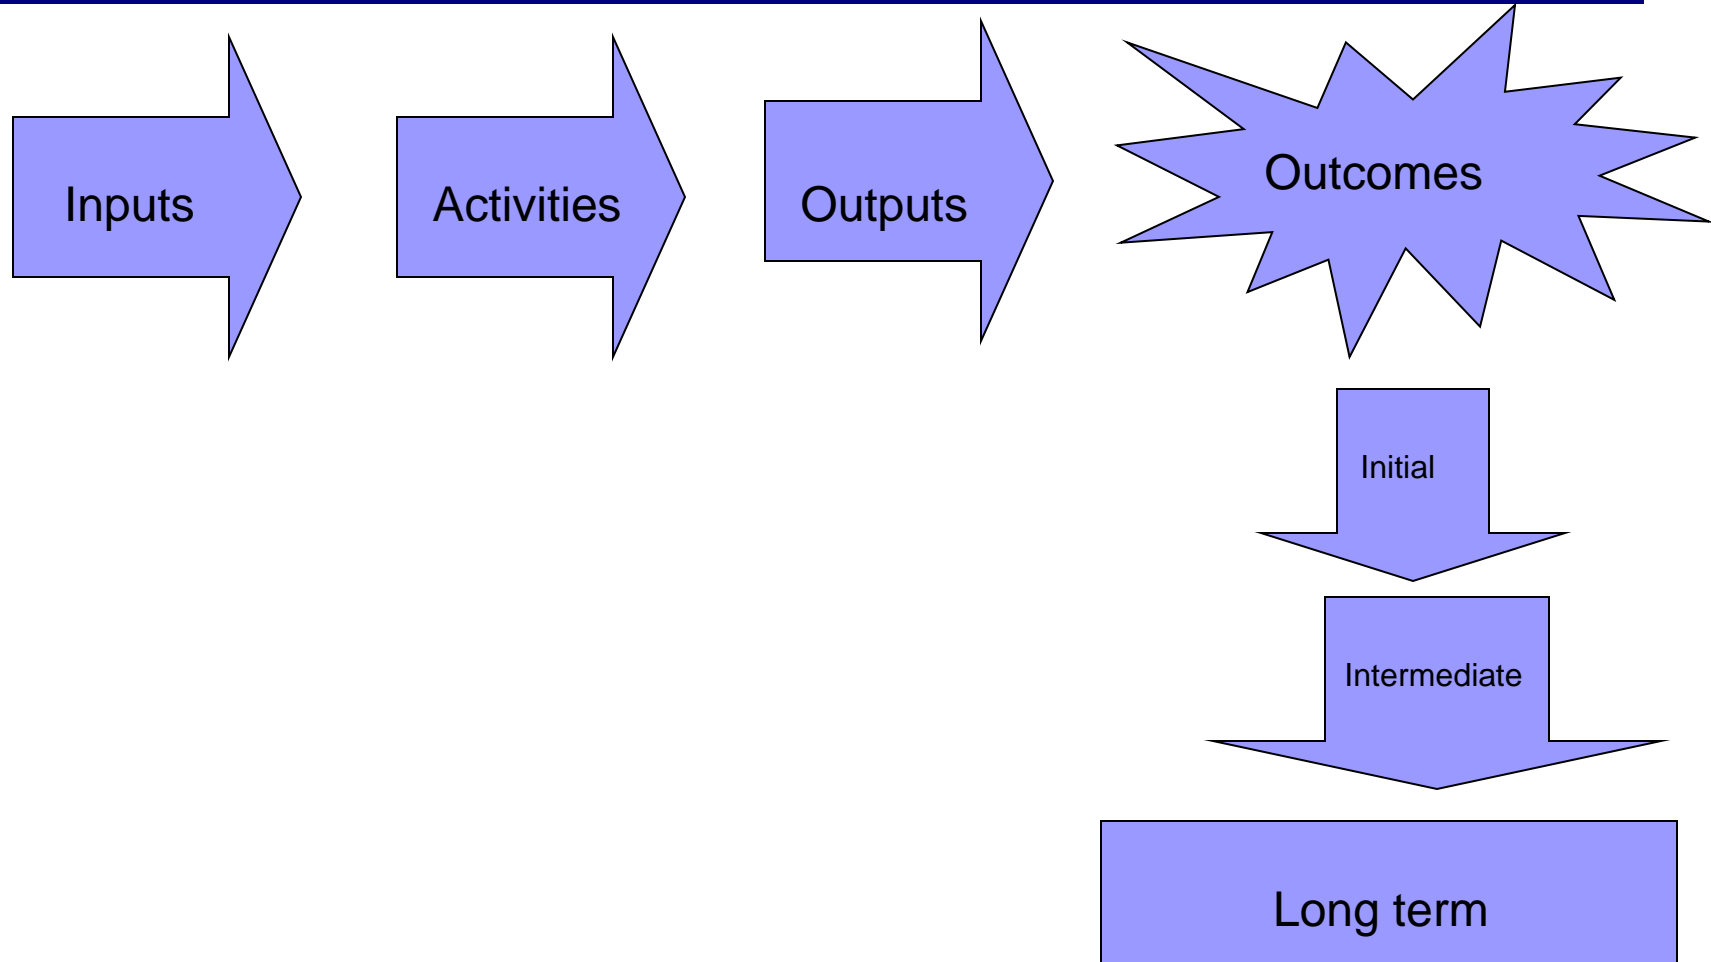 Inputs
Activities
Outputs
Outcomes
Initial
Intermediate
Long term